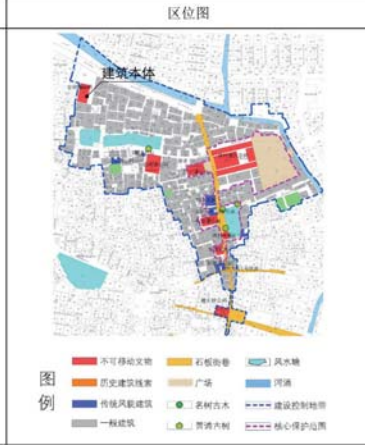 区位图
建筑本体
图例
不可移动文物 石板街巷 风水塘
历史建筑线索 广场 河涌
传统风貌建筑 名树古木 建设控制地带
一般建筑 核心保护范围